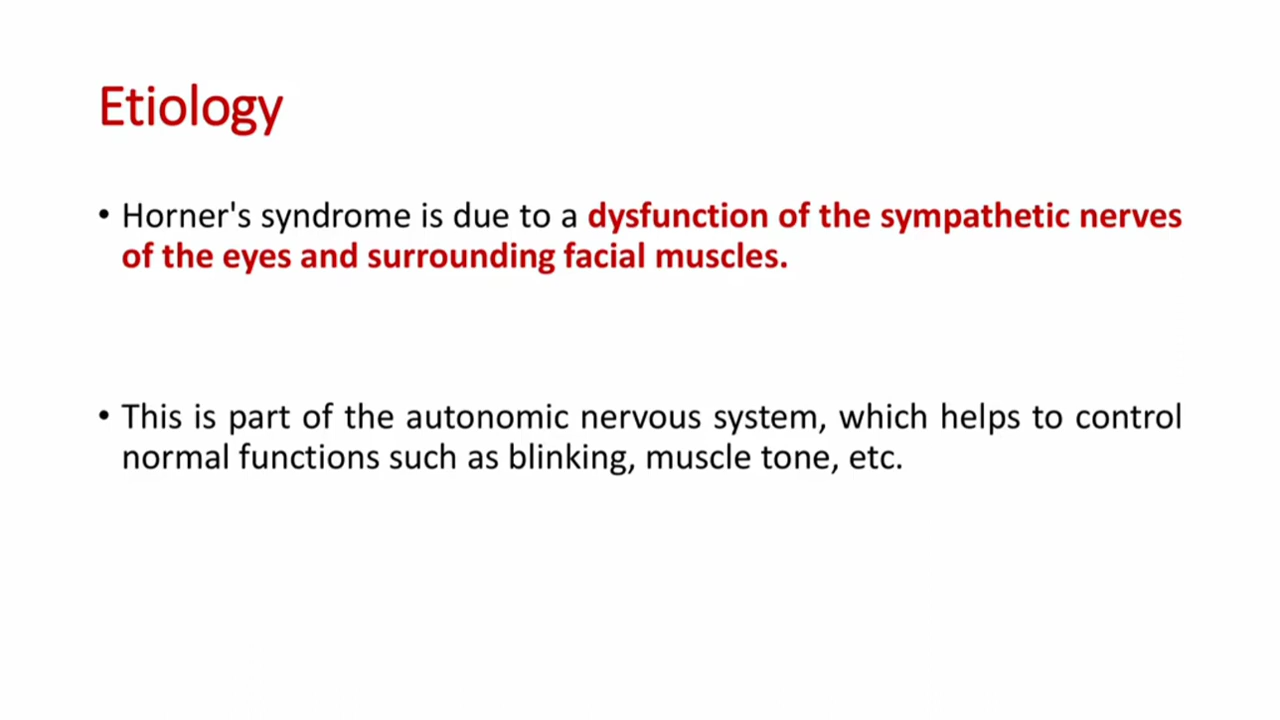 Etiology
• Horner's syndrome is due to a dysfunction of the sympathetic nerves
of the eyes and surrounding facial muscles.
• This is part of the autonomic nervous system, which helps to control
normal functions such as blinking, muscle tone, etc.